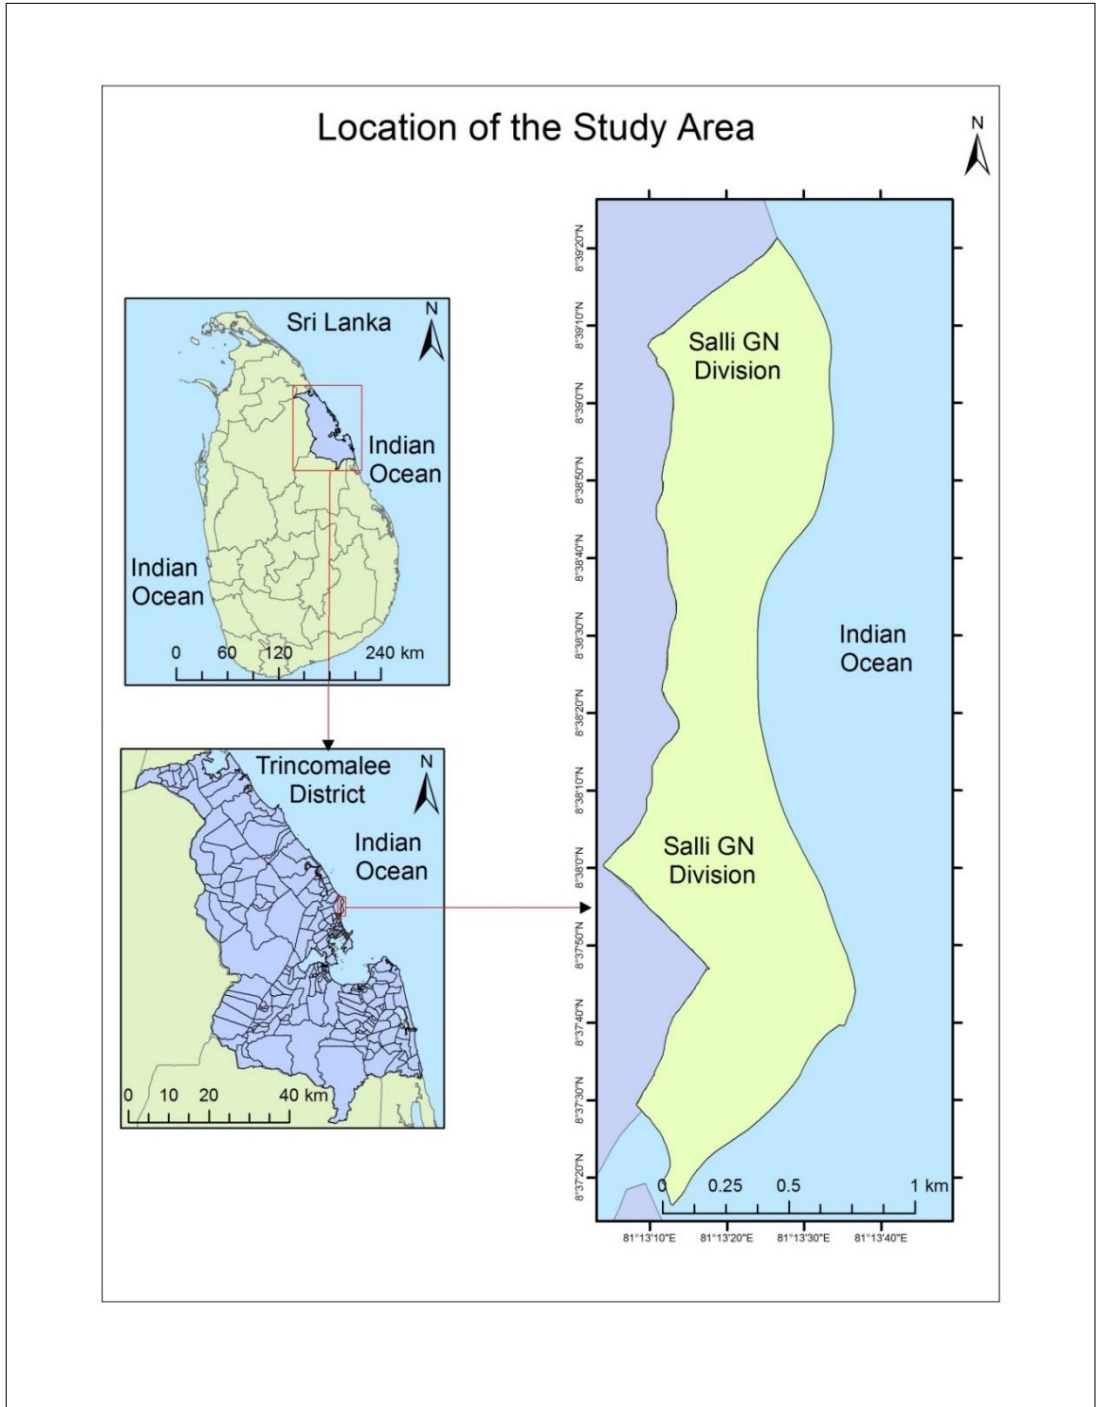 Location of the Study Area
N
Sri Lanka
N
Indian
Ocean
Indian
Ocean
0 60 120 240 km
Trincomalee
District
N
Indian
Ocean
0 10 20 40 km
Salli GN
Division
Indian
Ocean
Salli GN
Division
0 0.25 0.5 1 km
8°39'20"N
8°39'10"N
8°39'0"N
8°38'50"N
8°38'40"N
8°38'30"N
8°38'20"N
8°38'10"N
8°38'0"N
8°37'50"N
8°37'40"N
8°37'30"N
8°37'20"N
81°13'10"E 81°13'20"E 81°13'30"E 81°13'40"E